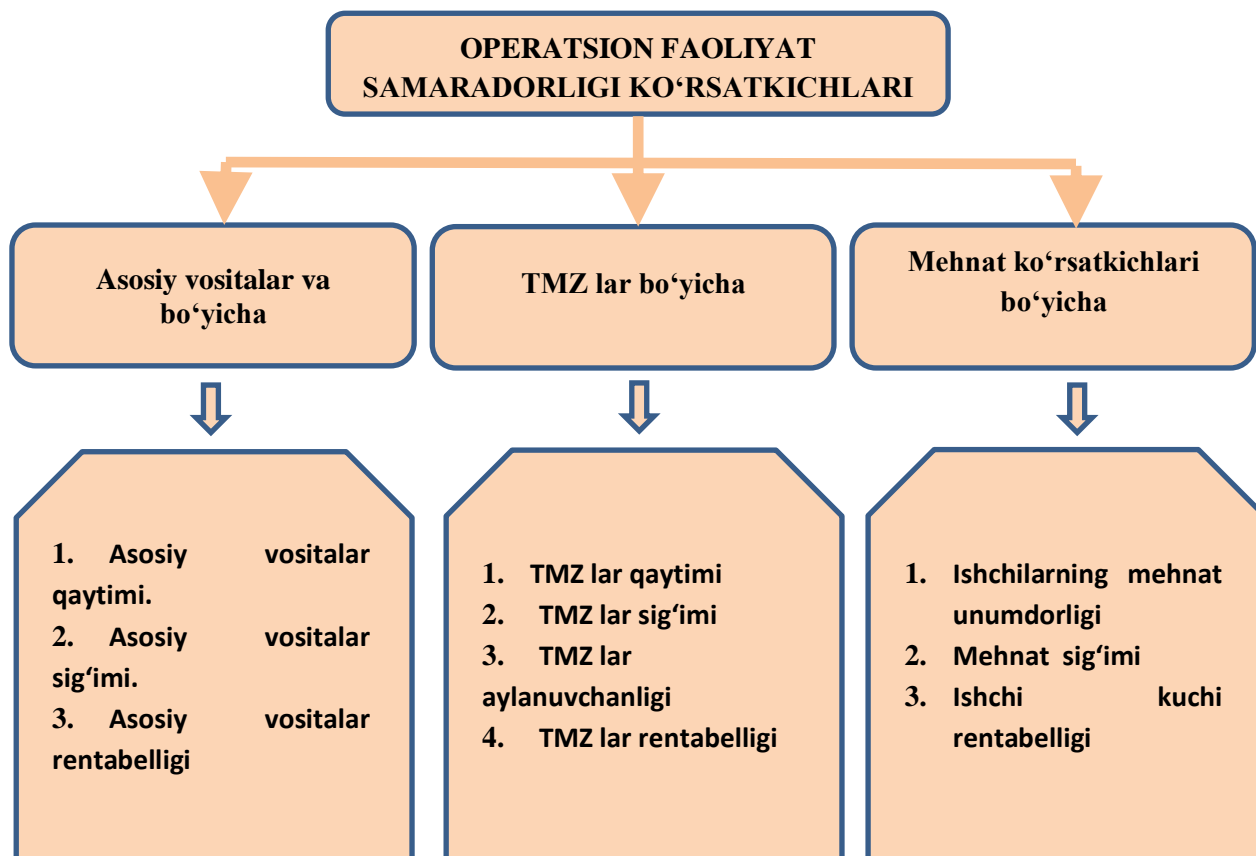 OPERATSION FAOLIYAT
SAMARADORLIGI KO‘RSATKICHLARI
Asosiy vositalar va
bo‘yicha
TMZ lar bo‘yicha
Mehnat ko‘rsatkichlari
bo‘yicha
1. Asosiy vositalar
qaytimi.
2. Asosiy vositalar
sig‘imi.
3. Asosiy vositalar
rentabelligi
1. TMZ lar qaytimi
2. TMZ lar sig‘imi
3. TMZ lar
aylanuvchanligi
4. TMZ lar rentabelligi
1. Ishchilarning mehnat
unumdorligi
2. Mehnat sig‘imi
3. Ishchi kuchi
rentabelligi